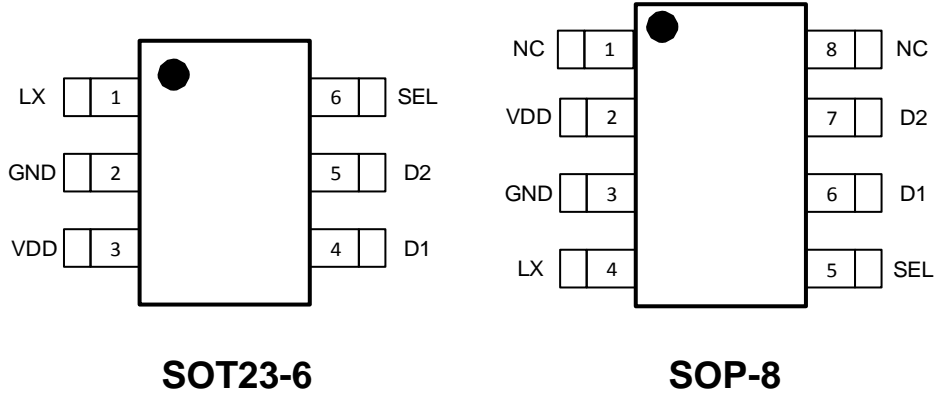 LX 1 6 SEL
GND 2 5 D2
VDD 3 4 D1
SOT23-6
NC 1 8 NC
VDD 2 7 D2
GND 3 6 D1
LX 4 5 SEL
SOP-8